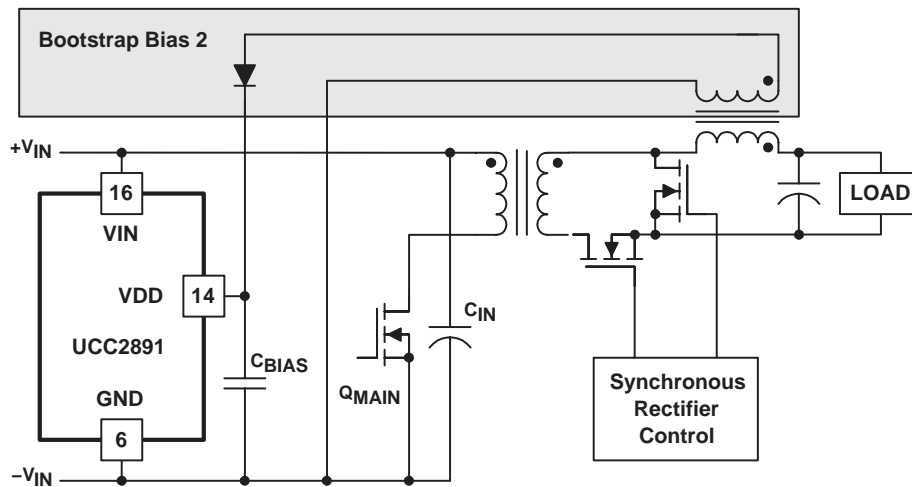 Bootstrap Bias 2
+VIN
16
VIN
LOAD
VDD
14
UCC2891
CIN
CBIAS
QMAIN
GND
6
Synchronous
Rectifier
Control
−VIN